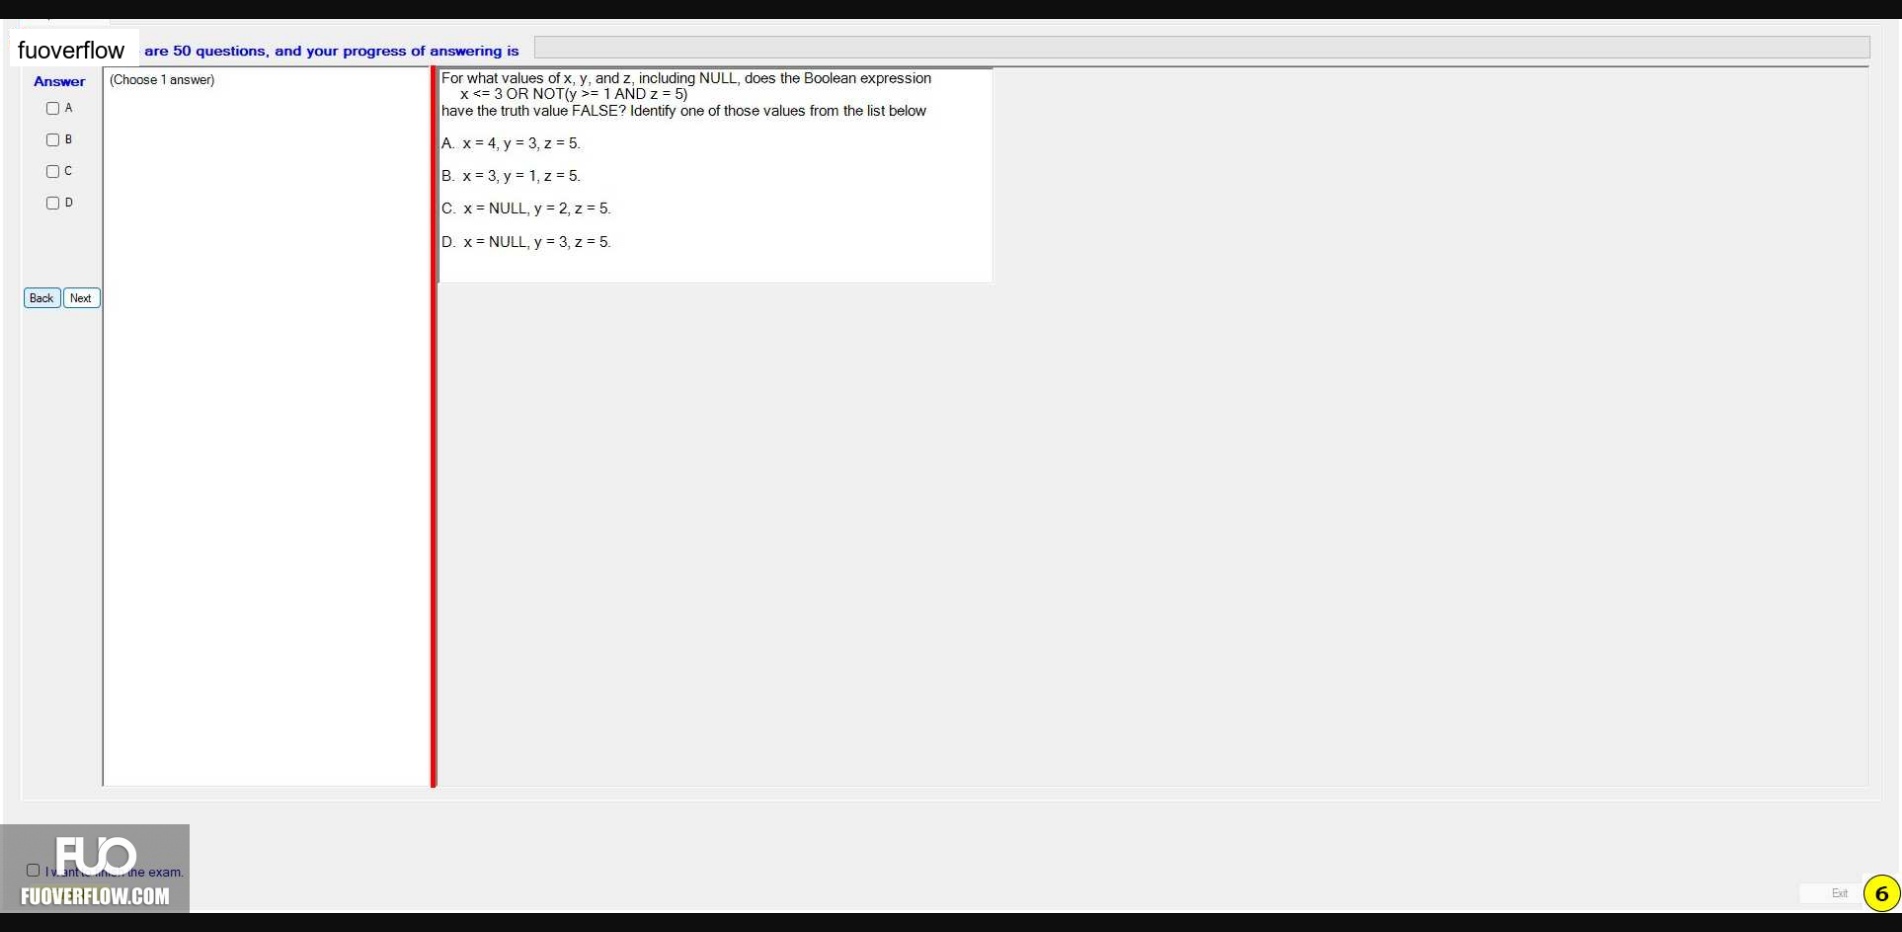 fuoverflow are 50 questions, and your progress of answering is
Answer
(Choose 1 answer)
A
B
C
D
Back Next
For what values of x, y, and z, including NULL, does the Boolean expression
x <= 3 OR NOT(y >= 1 AND z = 5)
have the truth value FALSE? Identify one of those values from the list below
A. x = 4, y = 3, z = 5.
B. x = 3, y = 1, z = 5.
C. x = NULL, y = 2, z = 5.
D. x = NULL, y = 3, z = 5.
FUO
I want to finish the exam.
FUOVERFLOW.COM
Exit
6